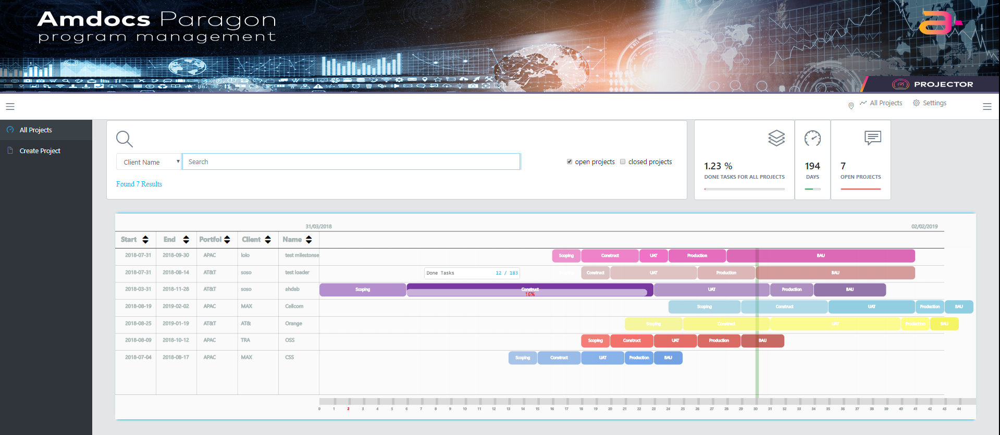 Amdocs Paragon
program management
PROJECTOR
All Projects
Settings
All Projects
Create Project
Client Name
Search
open projects
closed projects
Found 7 Results
1.23 %
DONE TASKS FOR ALL PROJECTS
194
DAYS
7
OPEN PROJECTS
31/03/2018 02/02/2019
Start End Portfol Client Name
2018-07-31 2018-09-30 APAC lolo test milestonse Scoping Construct UAT Production BAU
2018-07-31 2018-08-14 AT&T soso test loader Scoping Construct UAT Production BAU
Done Tasks 12 / 183
2018-03-31 2018-11-28 AT&T soso ahdab Scoping Construct UAT Production BAU
16%
2018-08-19 2019-02-02 APAC MAX Cellcom Scoping Construct UAT Production BAU
2018-08-25 2019-01-19 AT&T AT& Orange Scoping Construct UAT Production BAU
2018-08-09 2018-10-12 APAC TRA OSS Scoping Construct UAT Production BAU
2018-07-04 2018-08-17 APAC MAX CSS Scoping Construct UAT Production BAU
0 1 2 3 4 5 6 7 8 9 10 11 12 13 14 15 16 17 18 19 20 21 22 23 24 25 26 27 28 29 30 31 32 33 34 35 36 37 38 39 40 41 42 43 44